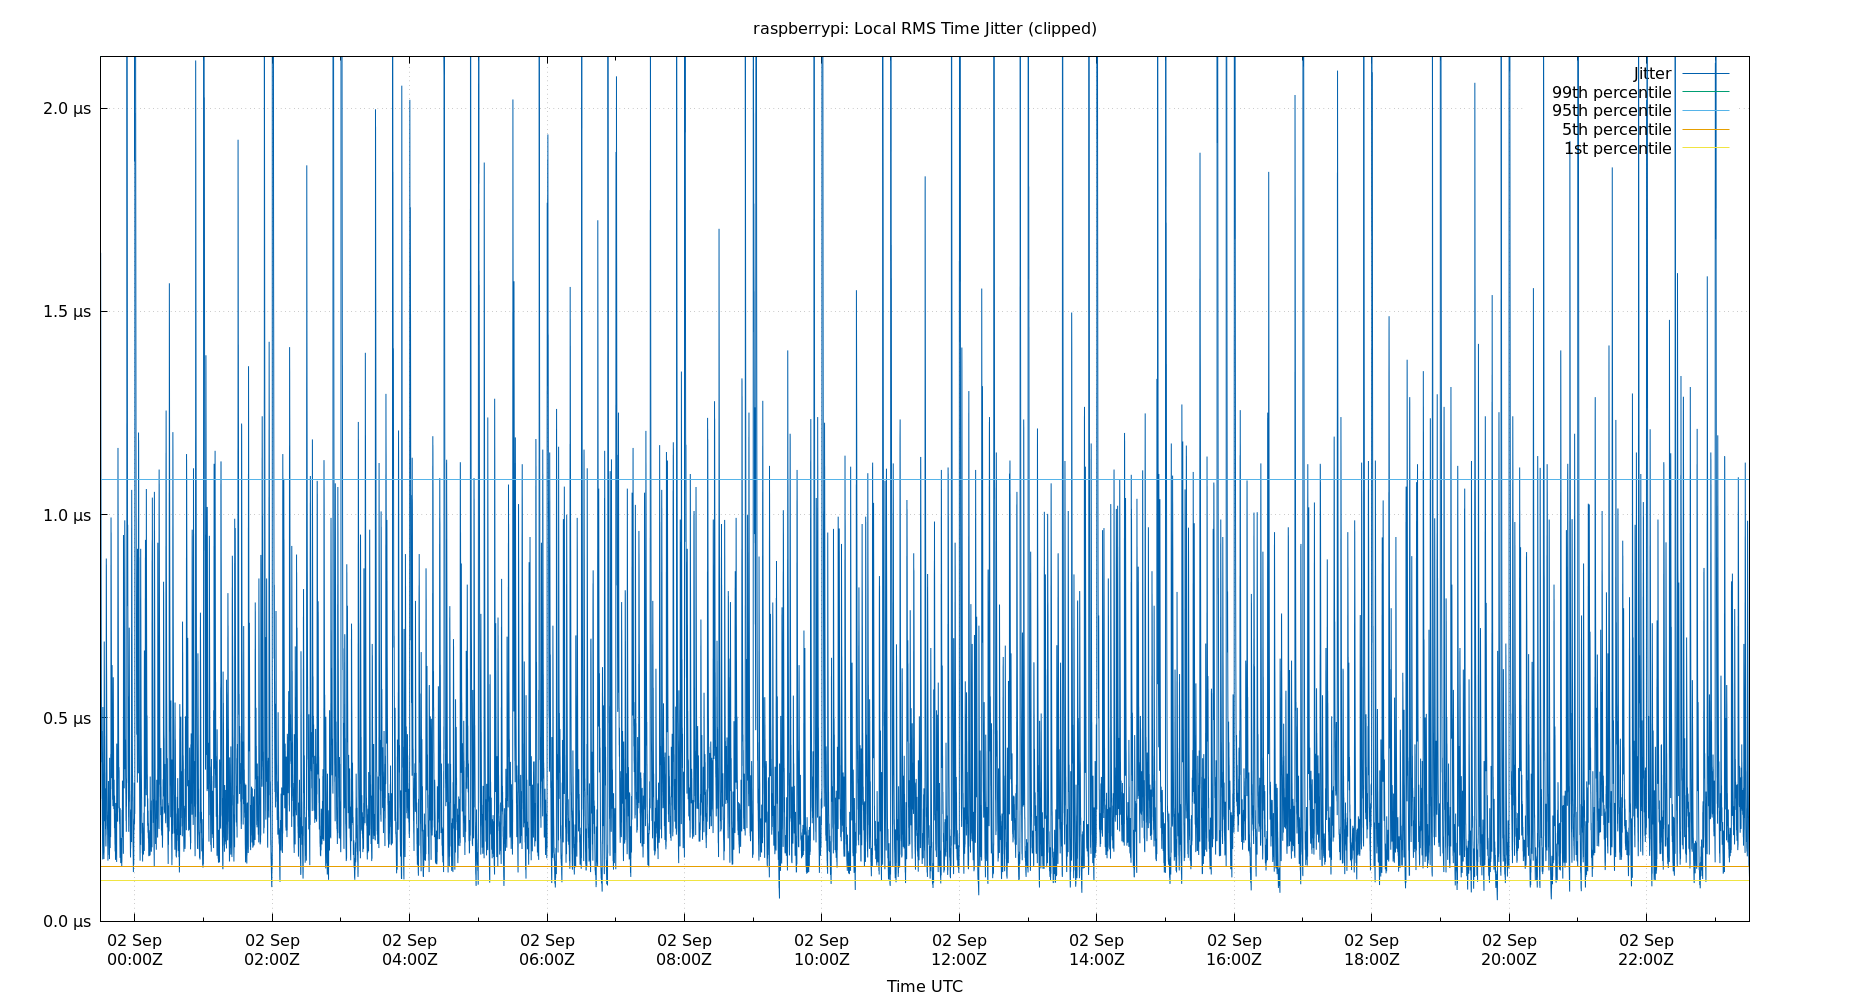 raspberrypi: Local RMS Time Jitter (clipped)
Jitter
99th percentile
95th percentile
5th percentile
1st percentile
2.0 µs
1.5 µs
1.0 µs
0.5 µs
0.0 µs
02 Sep 02 Sep 02 Sep 02 Sep 02 Sep 02 Sep 02 Sep 02 Sep 02 Sep 02 Sep 02 Sep 02 Sep
00:00Z 02:00Z 04:00Z 06:00Z 08:00Z 10:00Z 12:00Z 14:00Z 16:00Z 18:00Z 20:00Z 22:00Z
Time UTC